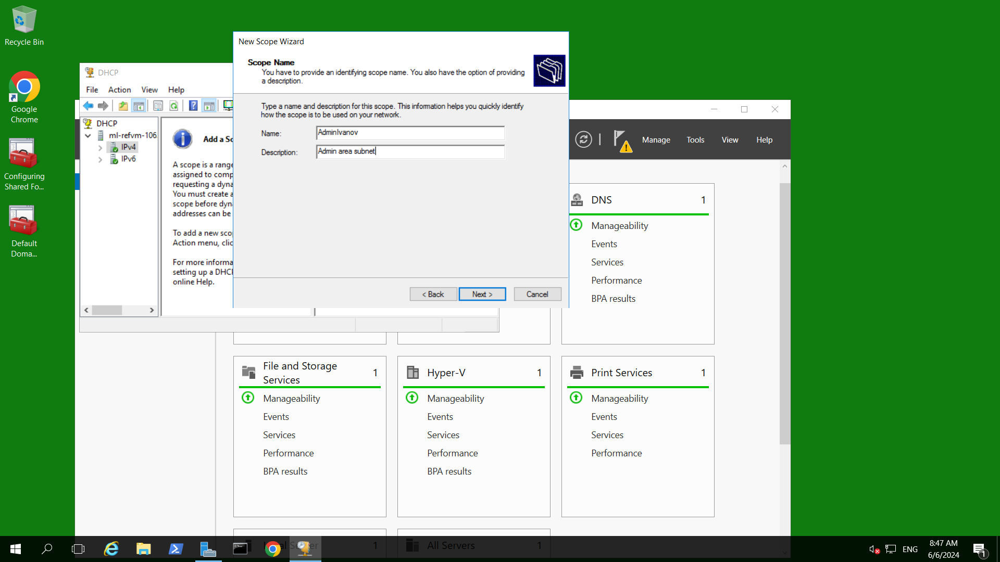 Recycle Bin
Google
Chrome
Configuring
Shared Fo...
Default
Doma...
DHCP
File Action View Help
DHCP
ml-refvm-106
IPv4
IPv6
Add a Sc
A scope is a range
assigned to comp
requesting a dyna
You must create a
scope before dyn
addresses can be
To add a new sco
Action menu, clic
For more informa
setting up a DHC
online Help.
New Scope Wizard
Scope Name
You have to provide an identifying scope name. You also have the option of providing
a description.
Type a name and description for this scope. This information helps you quickly identify
how the scope is to be used on your network.
Name: AdminIvanov
Description: Admin area subnet
< Back Next > Cancel
Manage Tools View Help
DNS 1
Manageability
Events
Services
Performance
BPA results
File and Storage
Services 1
Manageability
Events
Services
Performance
BPA results
Hyper-V 1
Manageability
Events
Services
Performance
BPA results
Print Services 1
Manageability
Events
Services
Performance
1
All Servers 1
ENG
8:47 AM
6/6/2024
1